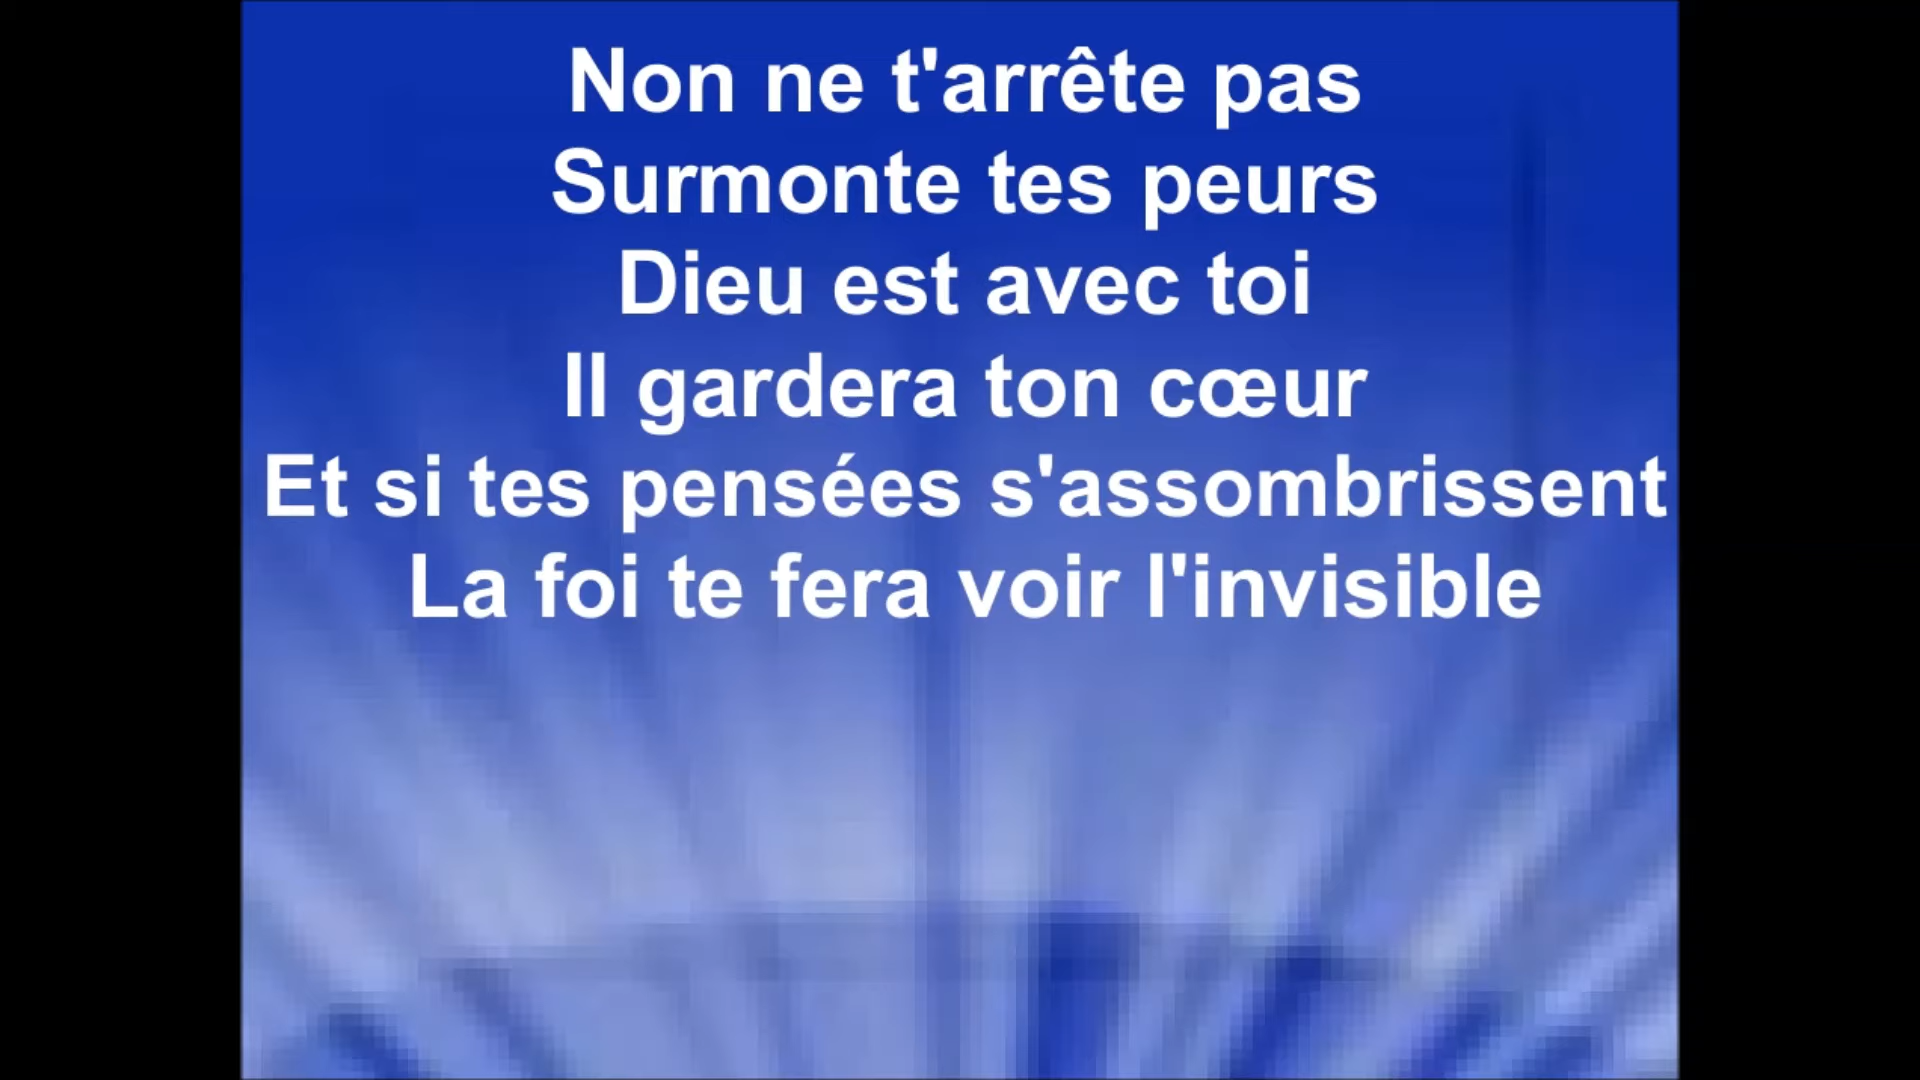 Non ne t'arrête pas
Surmonte tes peurs
Dieu est avec toi
Il gardera ton cœur
Et si tes pensées s'assombrissent
La foi te fera voir l'invisible